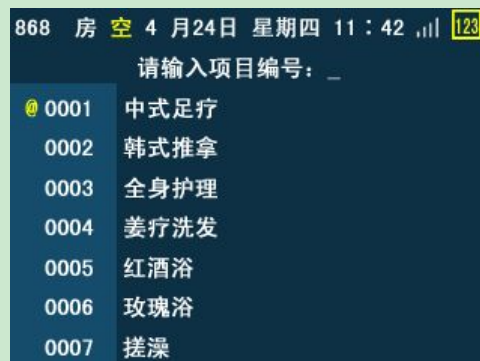 868 房 空 4 月24日 星期四 11：42 123
请输入项目编号：_
@ 0001 中式足疗
0002 韩式推拿
0003 全身护理
0004 姜疗洗发
0005 红酒浴
0006 玫瑰浴
0007 搓澡